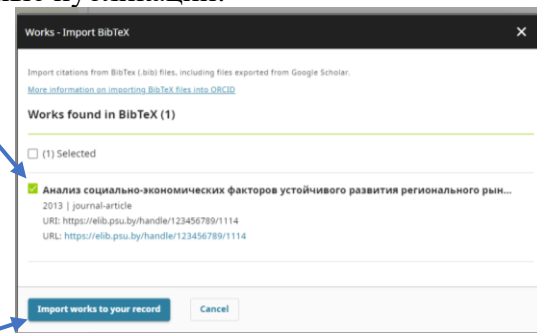 публикации.
Works - Import BibTeX
Import citations from BibTex (.bib) files, including files exported from Google Scholar.
More information on importing BibTeX files into ORCID
Works found in BibTeX (1)
(1) Selected
Анализ социально-экономических факторов устойчивого развития регионального рын...
2013 | journal-article
URI: https://elib.psu.by/handle/123456789/1114
URL: https://elib.psu.by/handle/123456789/1114
Import works to your record
Cancel